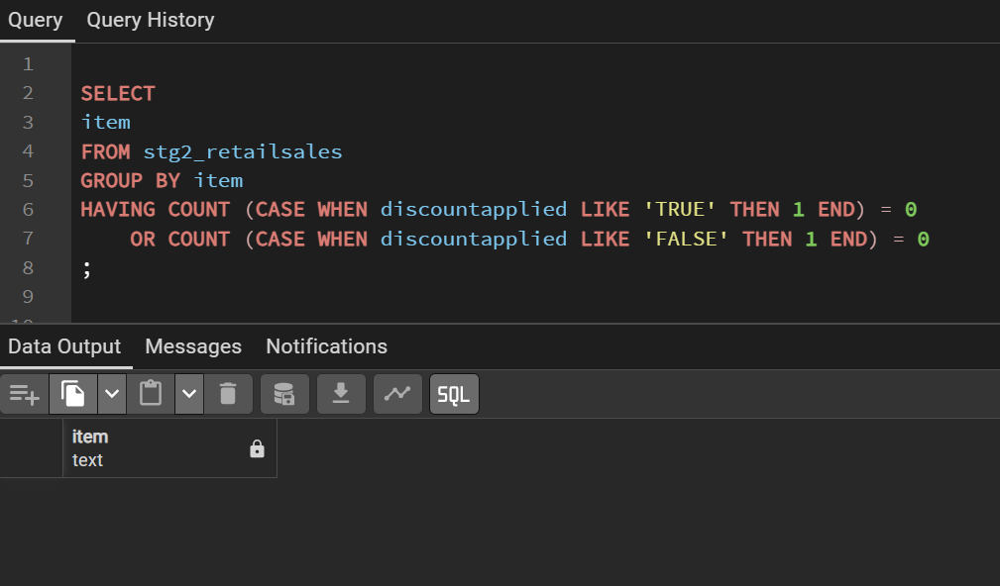 Query Query History
1
2 SELECT
3 item
4 FROM stg2_retailsales
5 GROUP BY item
6 HAVING COUNT (CASE WHEN discountapplied LIKE 'TRUE' THEN 1 END) = 0
7 OR COUNT (CASE WHEN discountapplied LIKE 'FALSE' THEN 1 END) = 0
8 ;
9
Data Output Messages Notifications
SQL
item
text